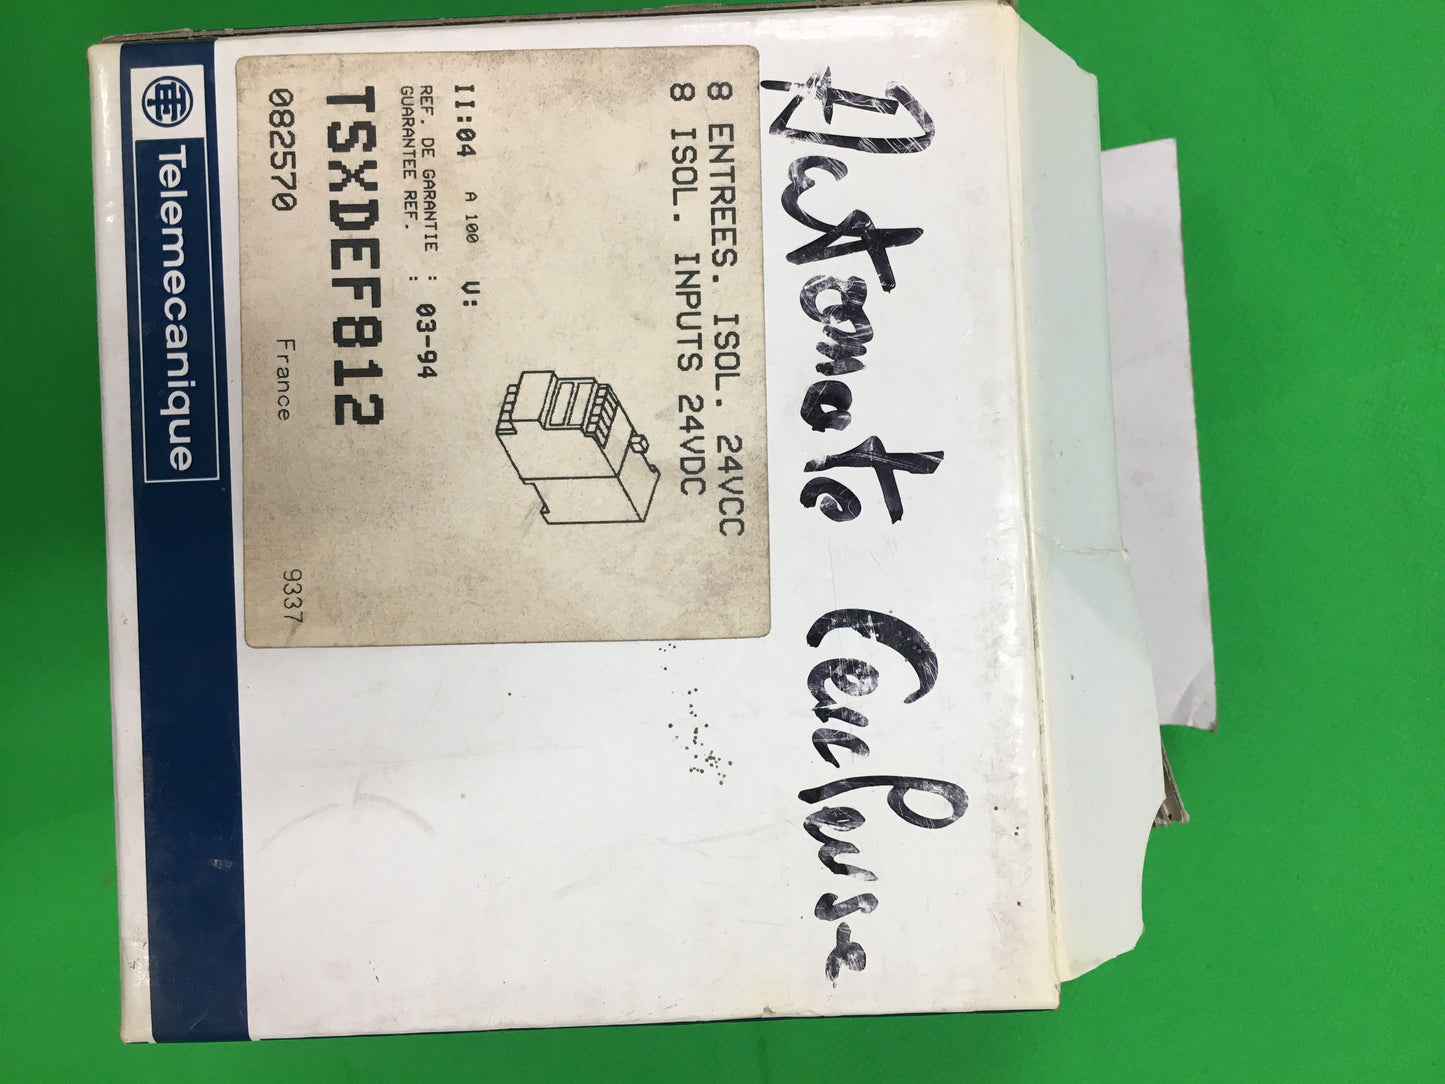 Telemecanique
082570 France 9337
TSXDEF812
REF. DE GARANTIE : 03-94
GUARANTEE REF. :
II:04 A 100 V:
8 ENTREES. ISOL. 24VCC
8 ISOL. INPUTS 24VDC
Automate